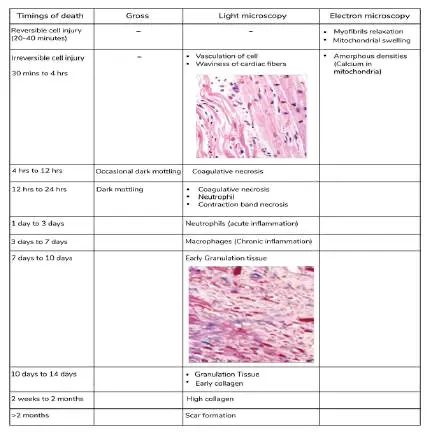 Timings of death Gross Light microscopy Electron microscopy
Reversible cell injury
(20-40 minutes)
–
–
• Myofibrils relaxation
• Mitochondrial swelling
Irreversible cell injury
30 mins to 4 hrs
–
• Vasculation of cell
• Waviness of cardiac fibers
• Amorphous densities
(Calcium in
mitochondria)
4 hrs to 12 hrs Occasional dark mottling Coagulative necrosis
12 hrs to 24 hrs Dark mottling
• Coagulative necrosis
• Neutrophil
• Contraction band necrosis
1 day to 3 days Neutrophils (acute inflammation)
3 days to 7 days Macrophages (Chronic inflammation)
7 days to 10 days Early Granulation tissue
10 days to 14 days
• Granulation Tissue
• Early collagen
2 weeks to 2 months High collagen
>2 months Scar formation